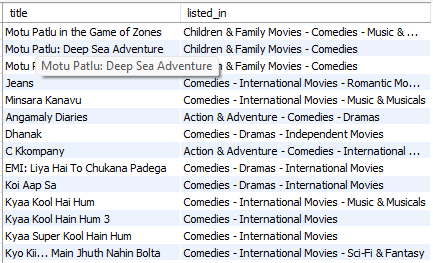 title listed_in
Motu Patlu in the Game of Zones Children & Family Movies - Comedies - Music & ...
Motu Patlu: Deep Sea Adventure Children & Family Movies - Comedies
Motu P Children & Family Movies - Comedies
Motu Patlu: Deep Sea Adventure
Jeans Comedies - International Movies - Romantic Mo...
Minsara Kanavu Comedies - International Movies - Music & Musicals
Angamaly Diaries Action & Adventure - Comedies - Dramas
Dhanak Comedies - Dramas - Independent Movies
C Kkompany Action & Adventure - Comedies - International ...
EMI: Liya Hai To Chukana Padega Comedies - Dramas - International Movies
Koi Aap Sa Comedies - Dramas - International Movies
Kyaa Kool Hai Hum Comedies - International Movies - Music & Musicals
Kyaa Kool Hain Hum 3 Comedies - International Movies
Kyaa Super Kool Hain Hum Comedies - International Movies
Kyo Kii... Main Jhuth Nahin Bolta Comedies - International Movies - Sci-Fi & Fantasy